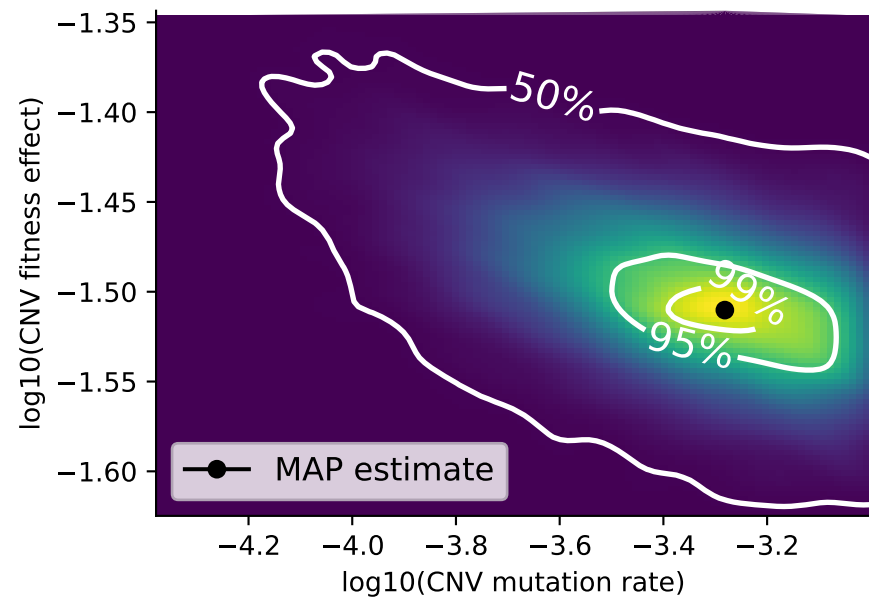 −1.35
−1.40
−1.45
−1.50
−1.55
−1.60
log10(CNV fitness effect)
50%
99%
95%
MAP estimate
−4.2 −4.0 −3.8 −3.6 −3.4 −3.2
log10(CNV mutation rate)